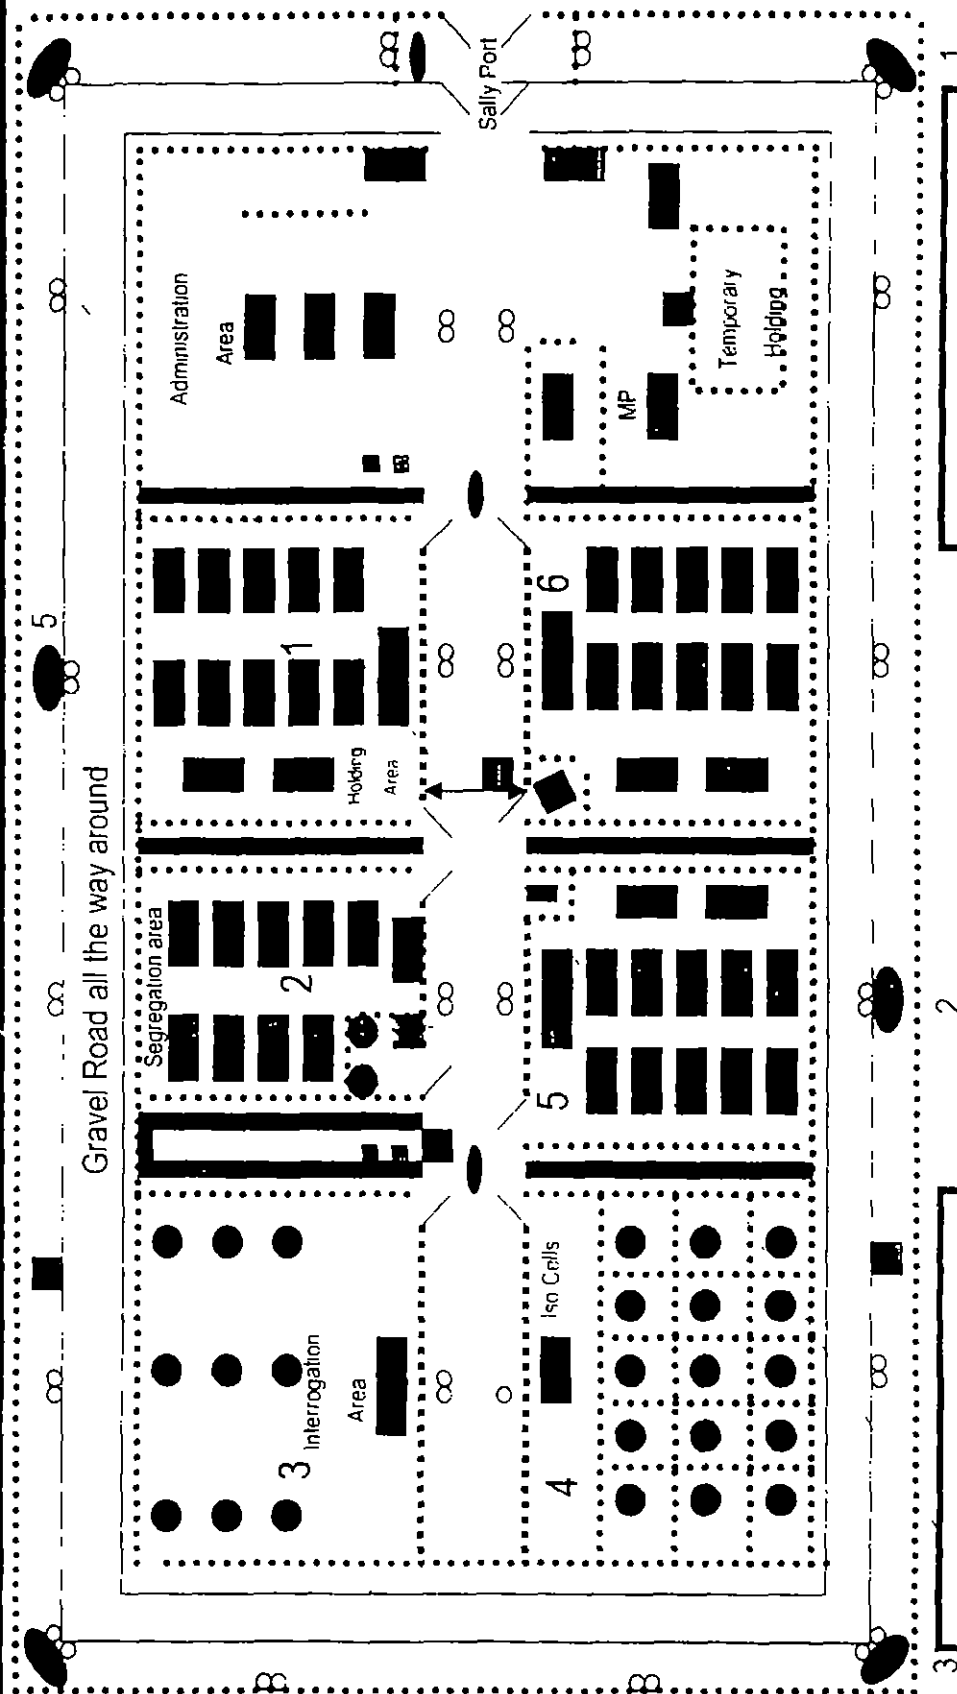 Sally Port
1
Administration
Area
Temporary
Holding
MP
5
1
6
Holding
Area
Gravel Road all the way around
Segregation area
2
5
2
Interrogation
Area
3
Iso Cells
4
3